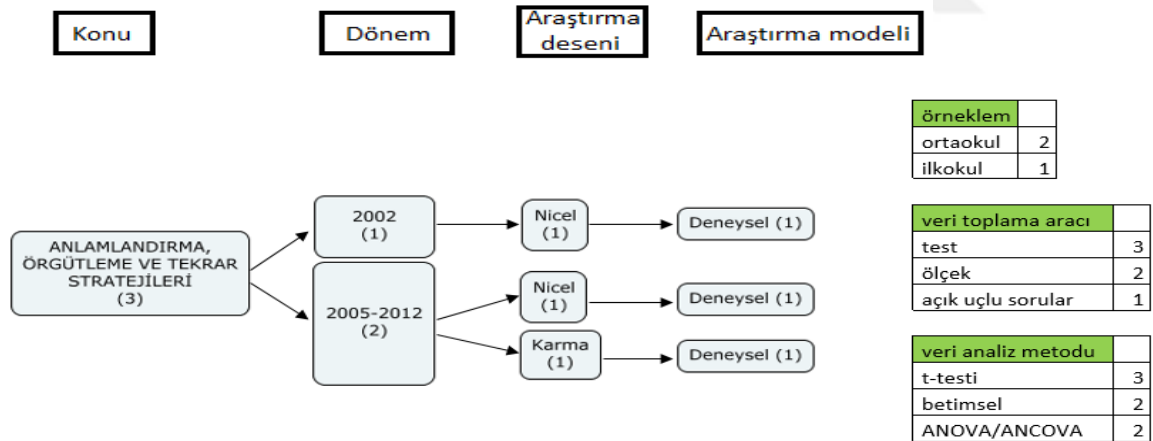 Konu
Dönem
Araştırma
deseni
Araştırma modeli
ANLAMLANDIRMA,
ÖRGÜTLEME VE TEKRAR
STRATEJİLERİ
(3)
2002
(1)
Nicel
(1)
Deneysel (1)
2005-2012
(2)
Nicel
(1)
Deneysel (1)
Karma
(1)
Deneysel (1)
örneklem
ortaokul 2
ilkokul 1
veri toplama aracı
test 3
ölçek 2
açık uçlu sorular 1
veri analiz metodu
t-testi 3
betimsel 2
ANOVA/ANCOVA 2